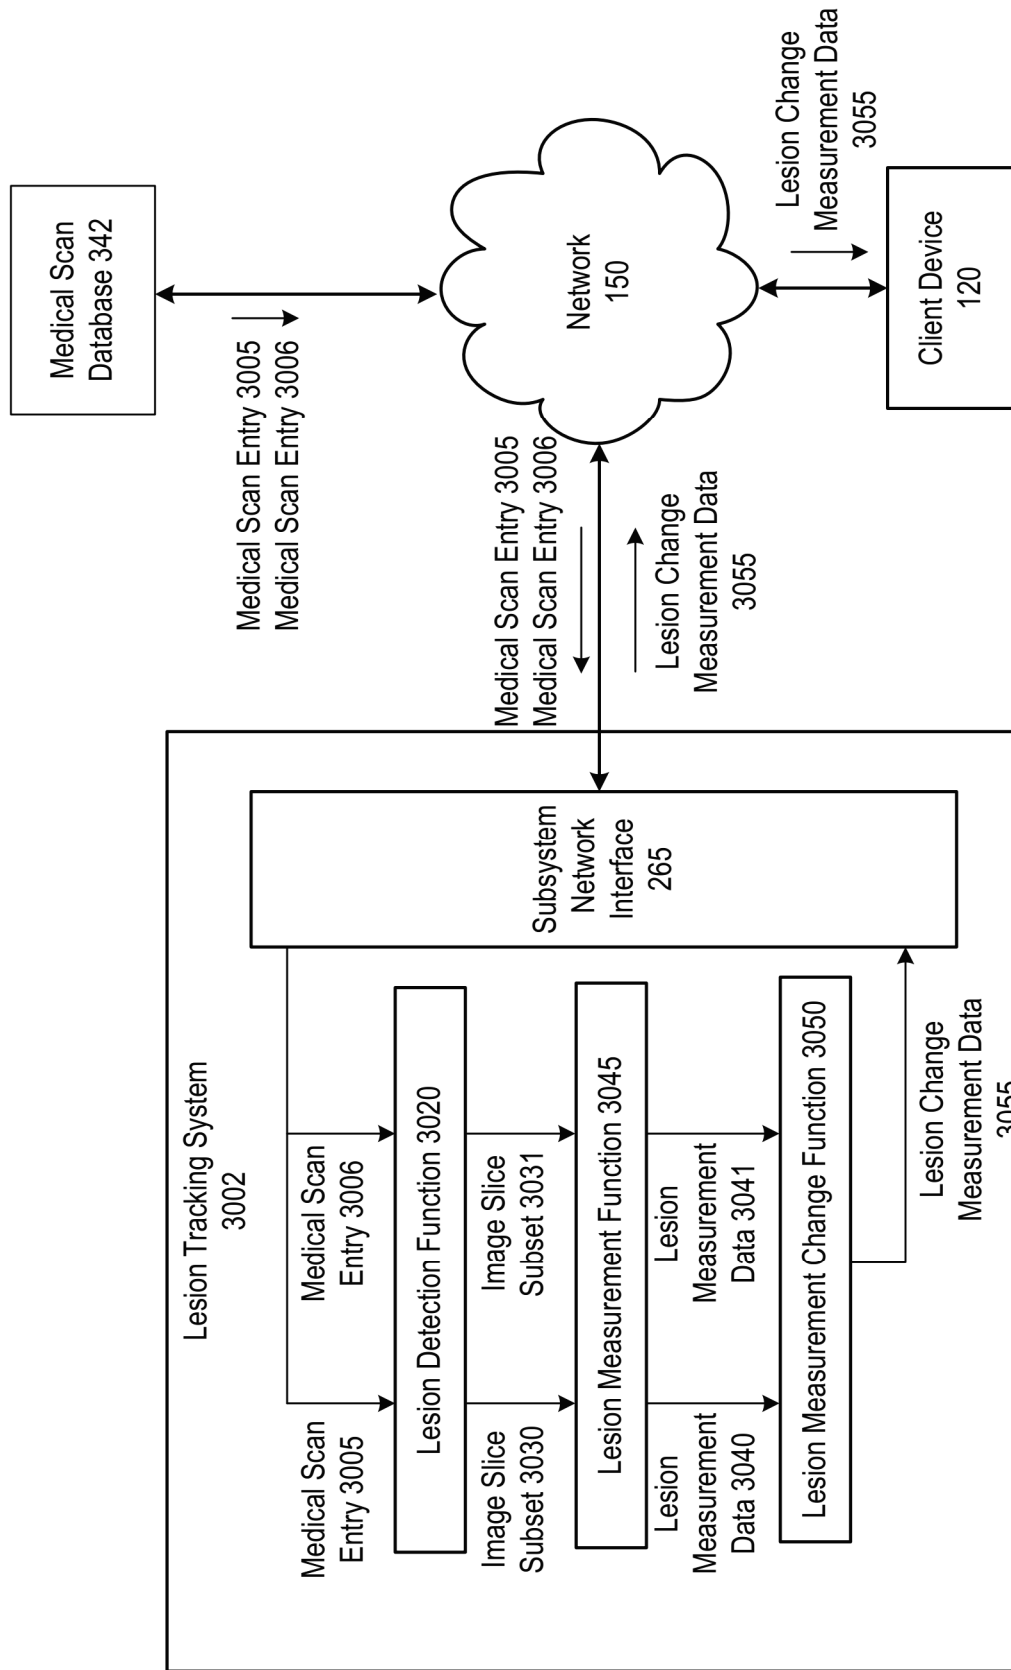 Lesion Tracking System
3002
Medical Scan
Entry 3005
Medical Scan
Entry 3006
Lesion Detection Function 3020
Image Slice
Subset 3030
Image Slice
Subset 3031
Lesion Measurement Function 3045
Lesion
Measurement
Data 3040
Lesion
Measurement
Data 3041
Lesion Measurement Change Function 3050
Lesion Change
Measurement Data
3055
Subsystem
Network
Interface
265
Medical Scan Entry 3005
Medical Scan Entry 3006
Lesion Change
Measurement Data
3055
Medical Scan
Database 342
Medical Scan Entry 3005
Medical Scan Entry 3006
Network
150
Lesion Change
Measurement Data
3055
Client Device
120